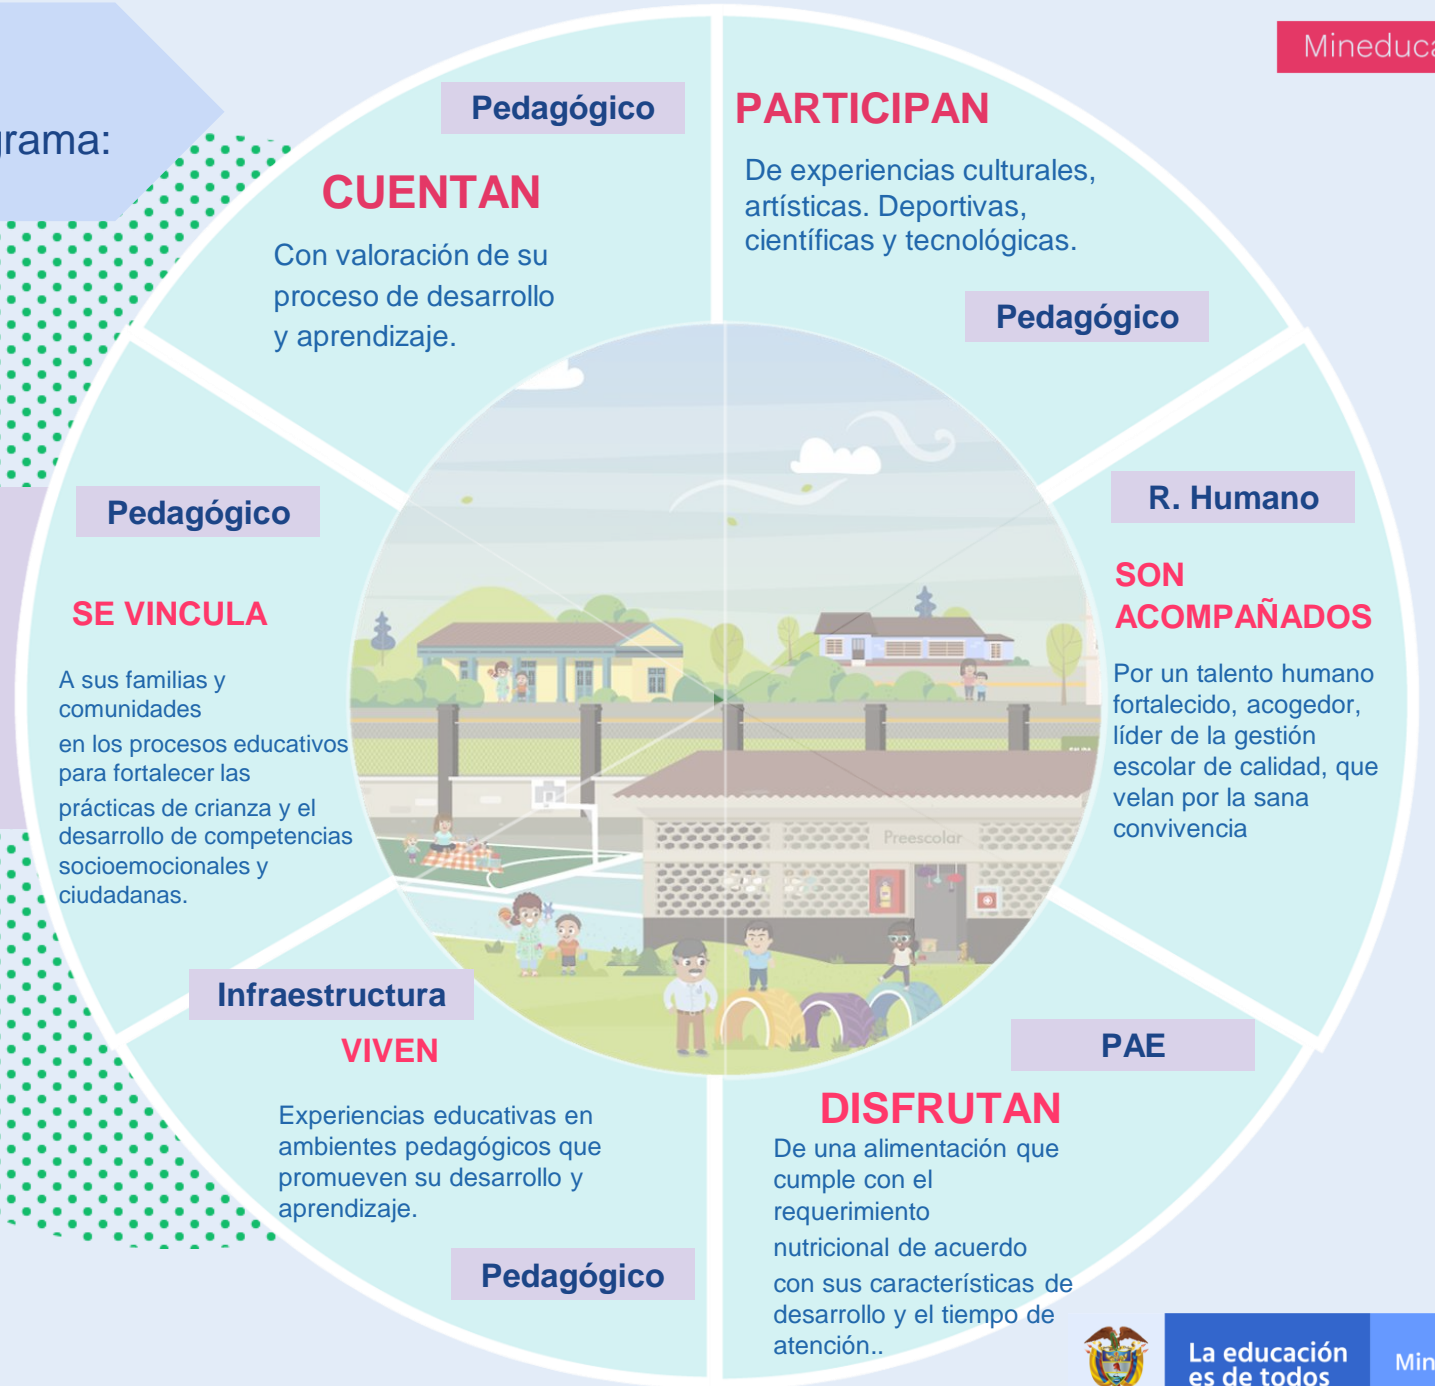 Mineduca
grama:
Pedagógico
CUENTAN
Con valoración de su
proceso de desarrollo
y aprendizaje.
PARTICIPAN
De experiencias culturales,
artísticas. Deportivas,
científicas y tecnológicas.
Pedagógico
R. Humano
SON
ACOMPAÑADOS
Por un talento humano
fortalecido, acogedor,
líder de la gestión
escolar de calidad, que
velan por la sana
convivencia
Pedagógico
SE VINCULA
A sus familias y
comunidades
en los procesos educativos
para fortalecer las
prácticas de crianza y el
desarrollo de competencias
socioemocionales y
ciudadanas.
Preescolar
Infraestructura
VIVEN
Experiencias educativas en
ambientes pedagógicos que
promueven su desarrollo y
aprendizaje.
Pedagógico
PAE
DISFRUTAN
De una alimentación que
cumple con el
requerimiento
nutricional de acuerdo
con sus características de
desarrollo y el tiempo de
atención..
La educación
es de todos
Min